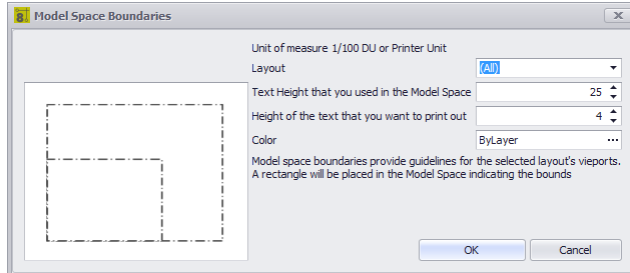 Model Space Boundaries
Unit of measure 1/100 DU or Printer Unit
Layout (All)
Text Height that you used in the Model Space 25
Height of the text that you want to print out 4
Color ByLayer ...
Model space boundaries provide guidelines for the selected layout's vieports.
A rectangle will be placed in the Model Space indicating the bounds
OK Cancel